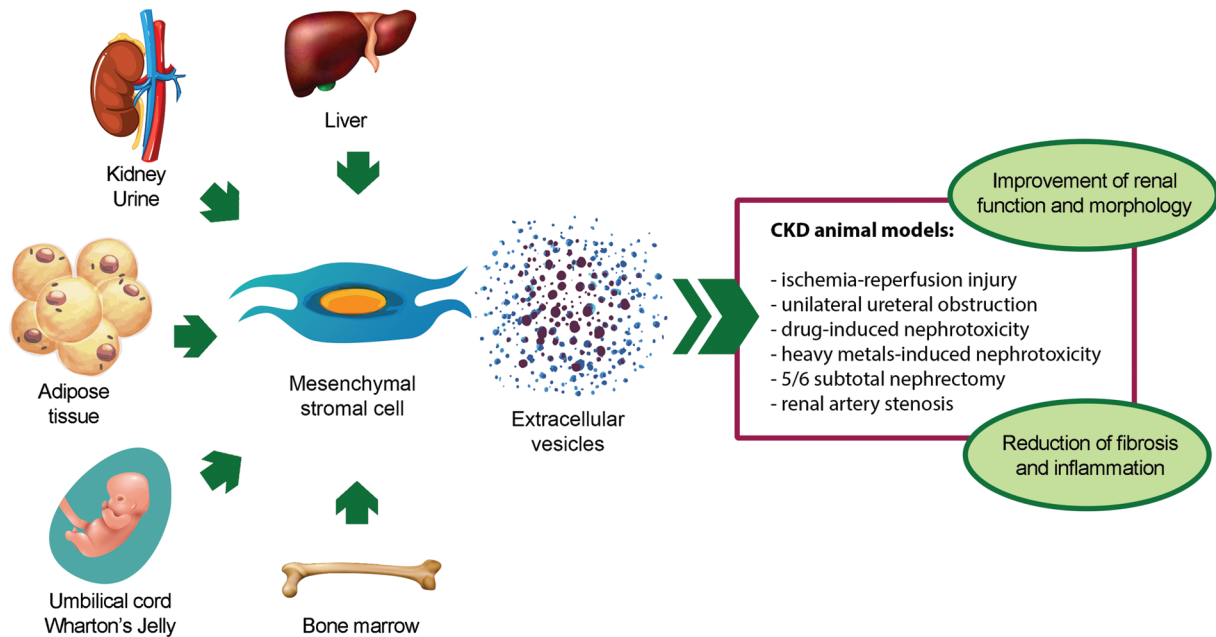 Kidney
Urine
Liver
Adipose
tissue
Mesenchymal
stromal cell
Extracellular
vesicles
Umbilical cord
Wharton's Jelly
Bone marrow
Improvement of renal
function and morphology
CKD animal models:
- ischemia-reperfusion injury
- unilateral ureteral obstruction
- drug-induced nephrotoxicity
- heavy metals-induced nephrotoxicity
- 5/6 subtotal nephrectomy
- renal artery stenosis
Reduction of fibrosis
and inflammation